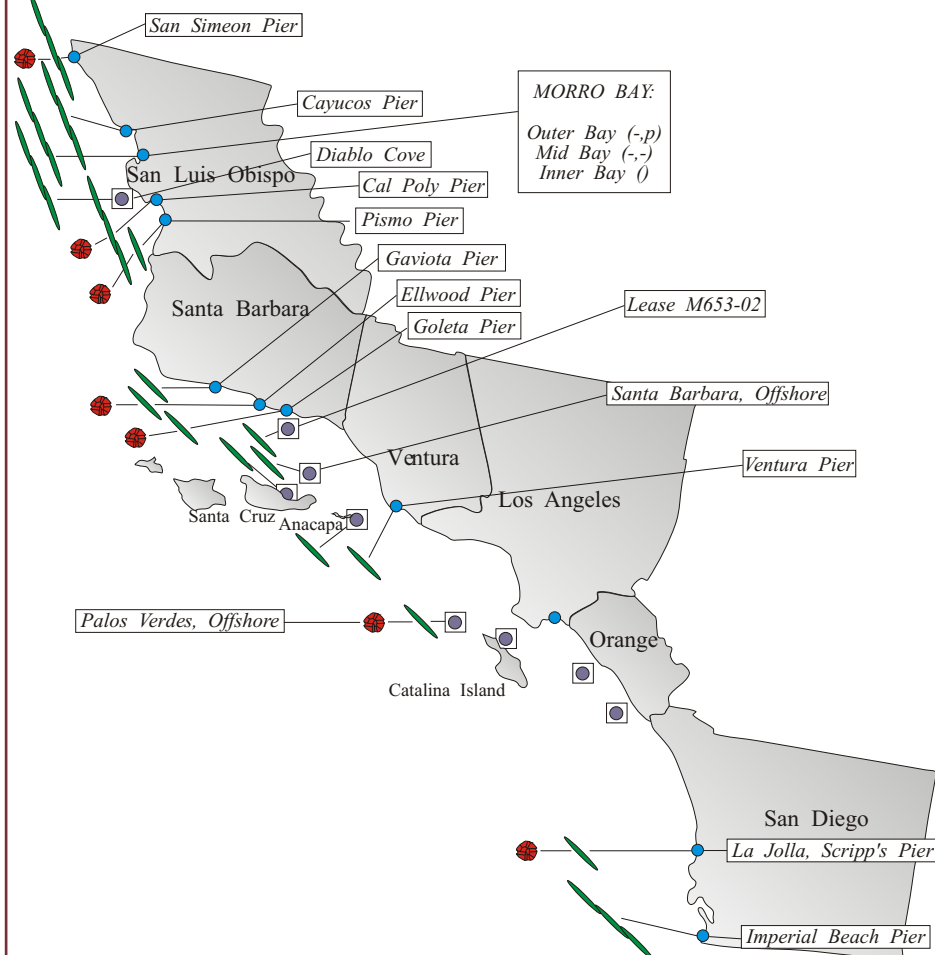 San Simeon Pier
Cayucos Pier
MORRO BAY:
Outer Bay (-,p)
Mid Bay (-,-)
Inner Bay ()
Diablo Cove
San Luis Obispo
Cal Poly Pier
Pismo Pier
Gaviota Pier
Santa Barbara
Ellwood Pier
Lease M653-02
Goleta Pier
Santa Barbara, Offshore
Ventura
Ventura Pier
Los Angeles
Santa Cruz
Anacapa
Palos Verdes, Offshore
Orange
Catalina Island
San Diego
La Jolla, Scripp's Pier
Imperial Beach Pier